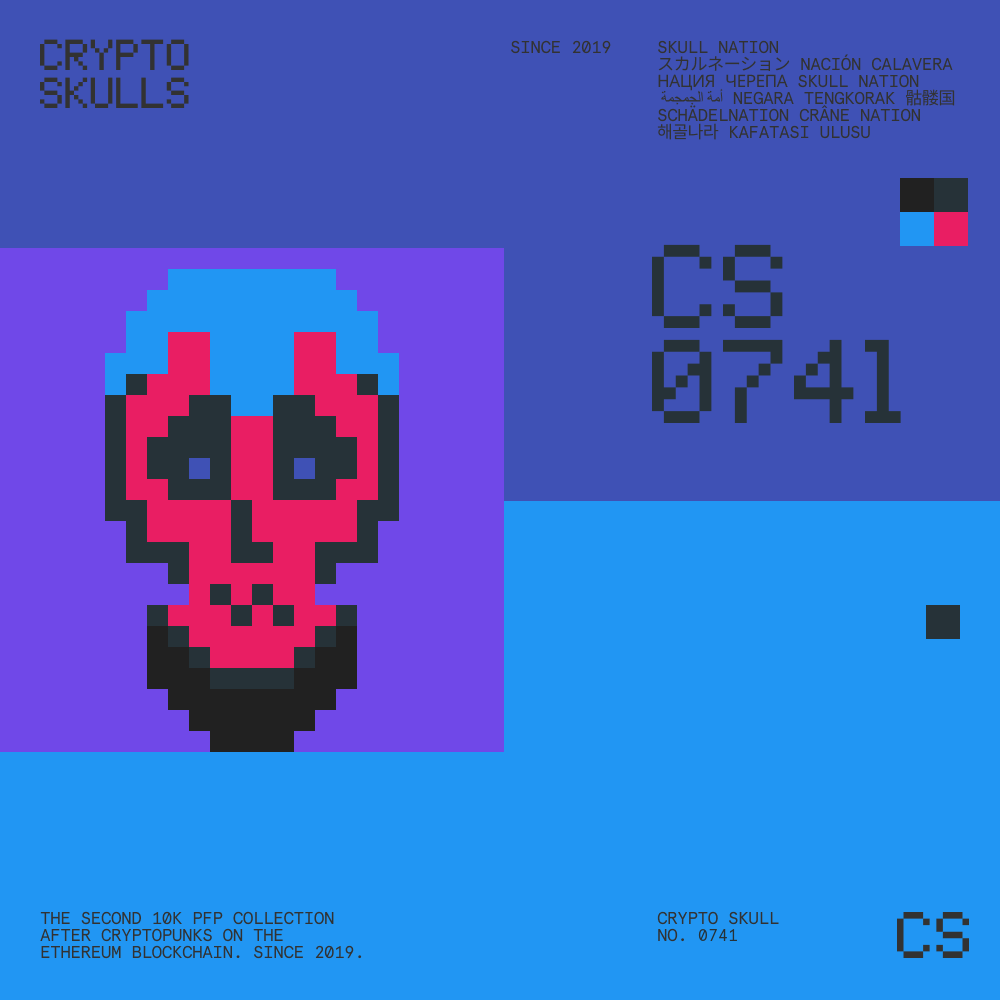 CRYPTO
SKULLS
SINCE 2019
SKULL NATION
スカルネーション NACIÓN CALAVERA
НАЦИЯ ЧЕРЕПА SKULL NATION
أمة الجمجمة NEGARA TENGKORAK 骷髅国
SCHÄDELNATION CRÂNE NATION
해골나라 KAFATASI ULUSU
CS
0741
THE SECOND 10K PFP COLLECTION
AFTER CRYPTOPUNKS ON THE
ETHEREUM BLOCKCHAIN. SINCE 2019.
CRYPTO SKULL
NO. 0741
CS